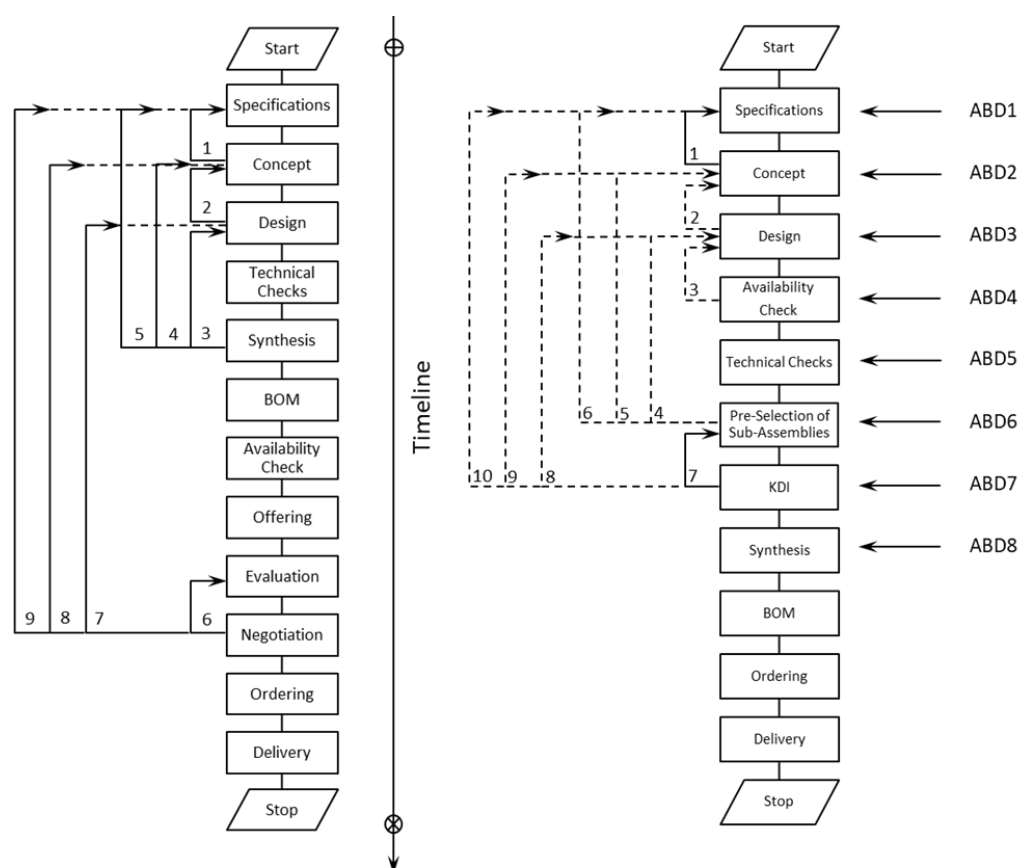 Start
Specifications
1
Concept
2
Design
Technical
Checks
5 4 3
Synthesis
BOM
Availability
Check
Offering
Evaluation
9 8 7 6
Negotiation
Ordering
Delivery
Stop
Timeline
Start
Specifications
ABD1
1
Concept
ABD2
2
Design
ABD3
3
Availability
Check
ABD4
Technical Checks
ABD5
6 5 4
Pre-Selection of
Sub-Assemblies
ABD6
10 9 8 7
KDI
ABD7
Synthesis
ABD8
BOM
Ordering
Delivery
Stop